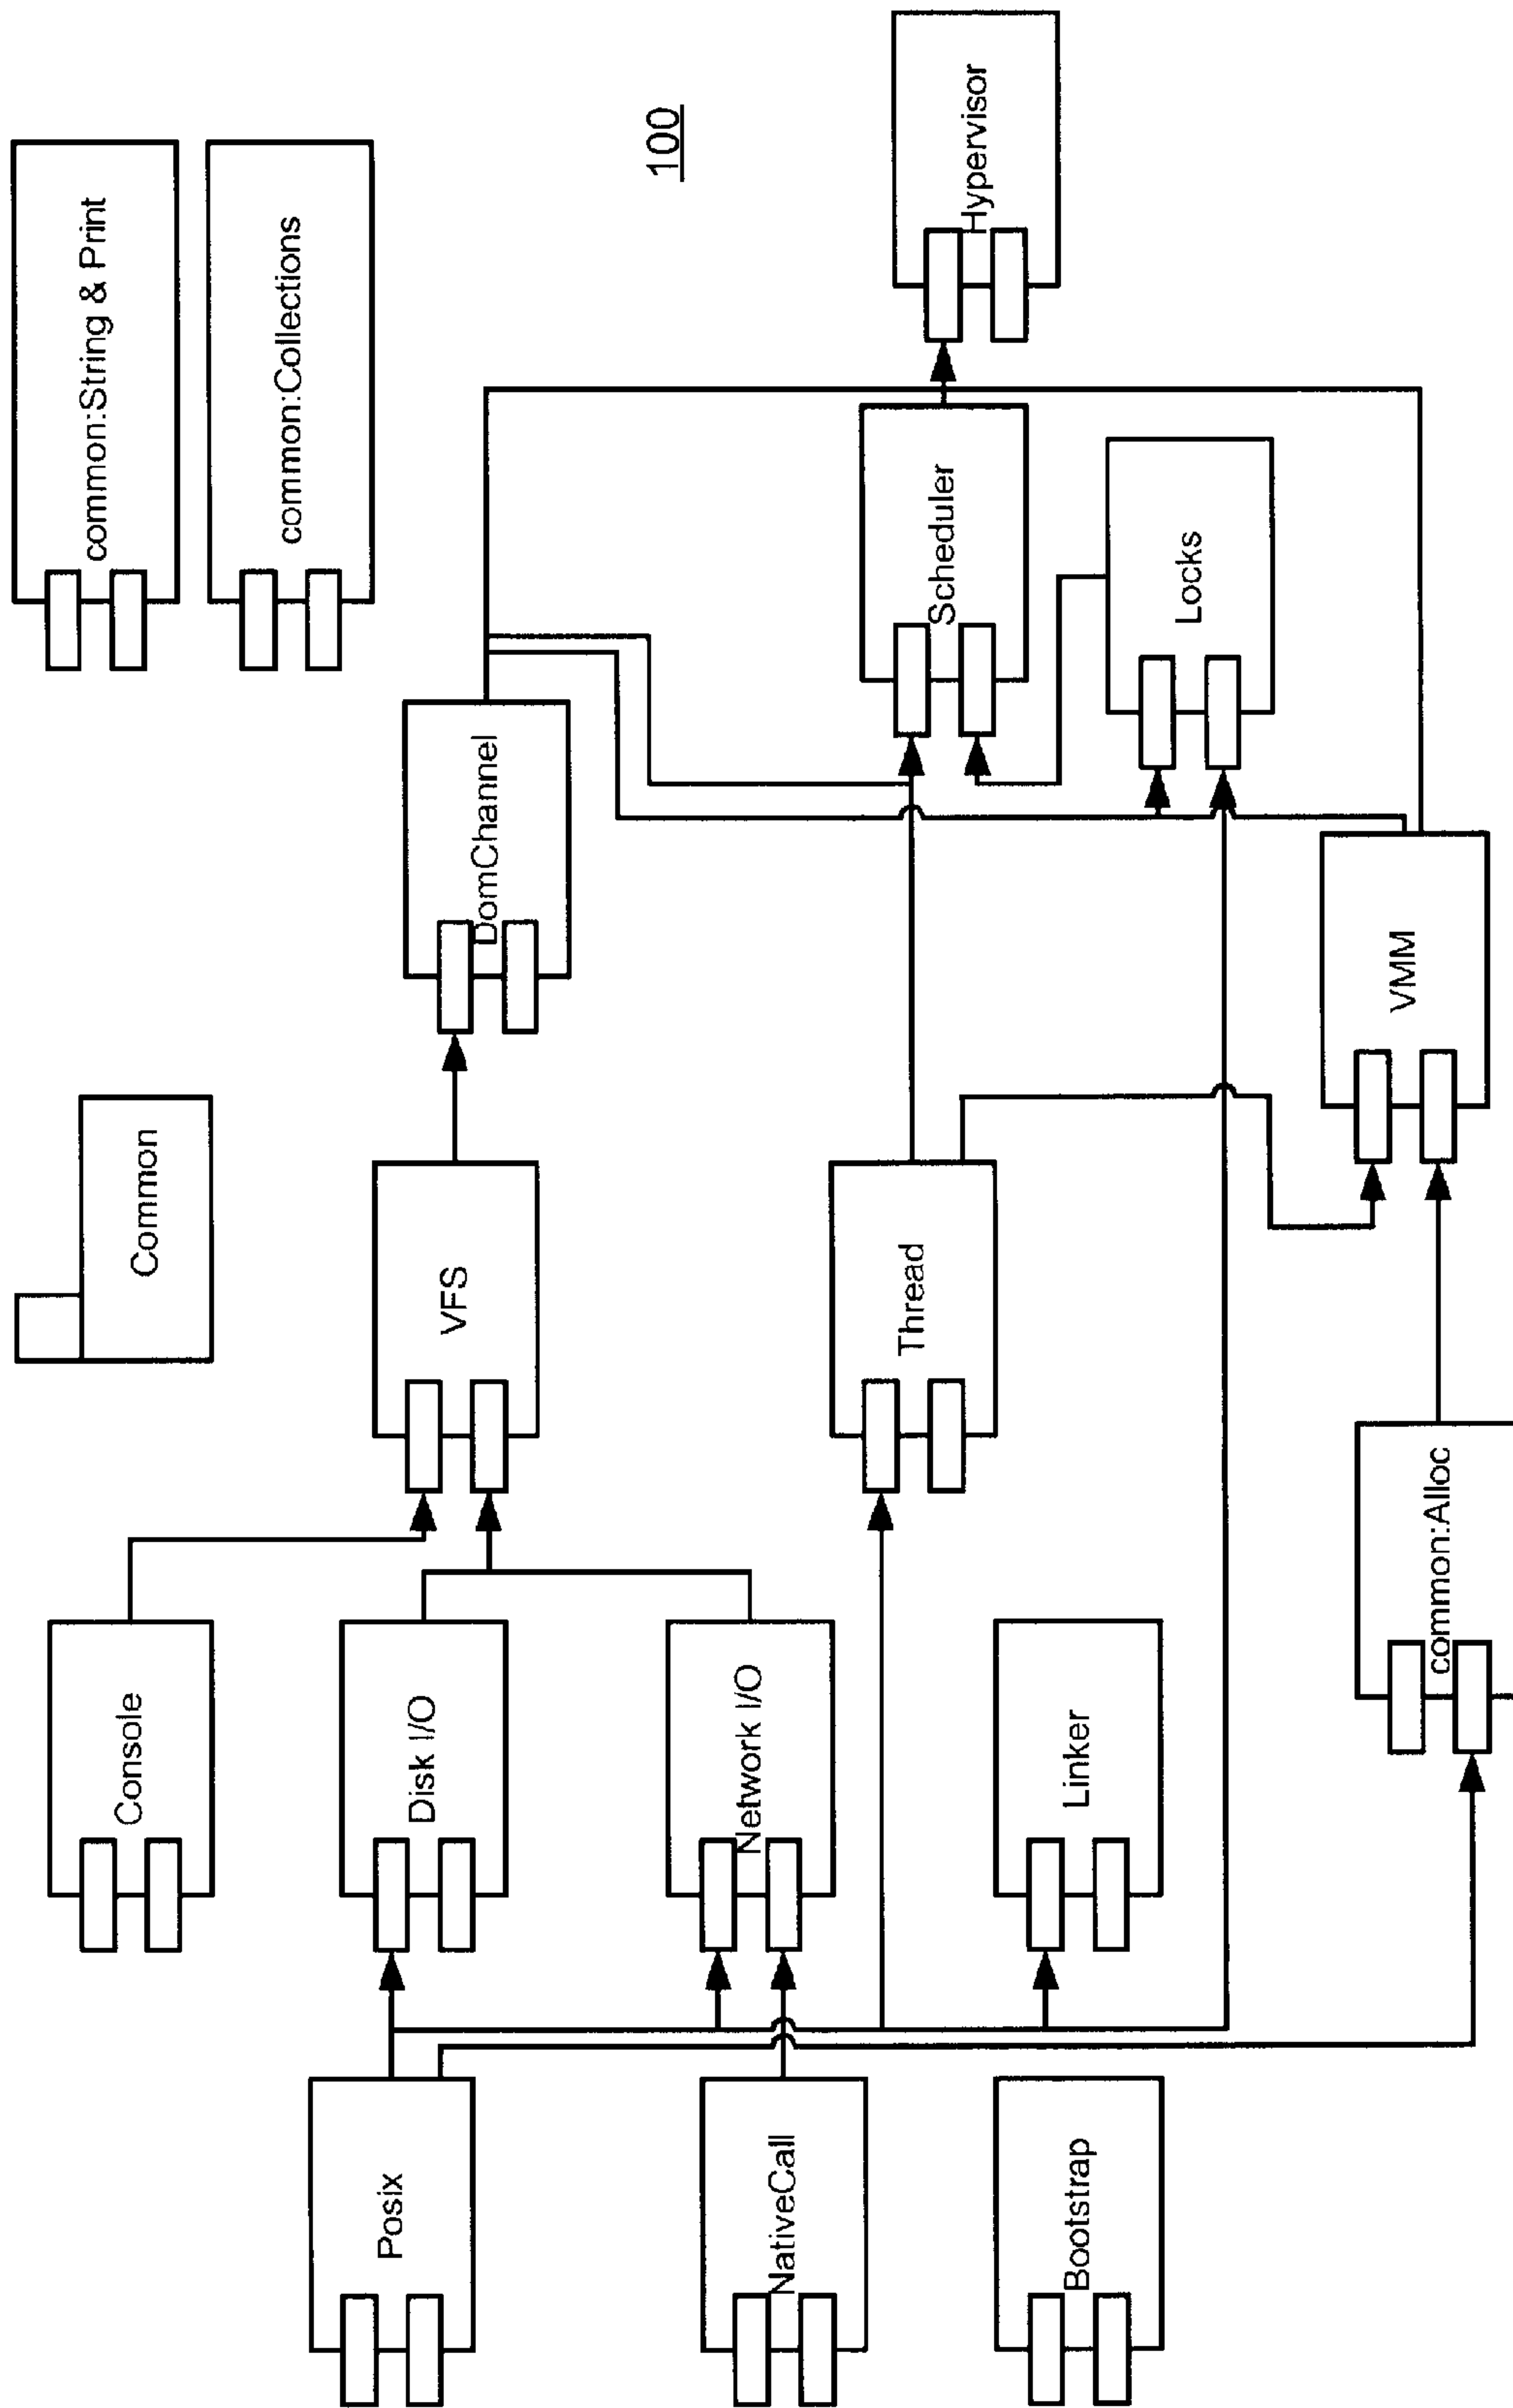 common:String & Print
common:Collections
100
Hypervisor
Common
DomChannel
Scheduler
Locks
VFS
Thread
VMM
Console
Disk I/O
Network I/O
Linker
common:Alloc
Posix
NativeCall
Bootstrap